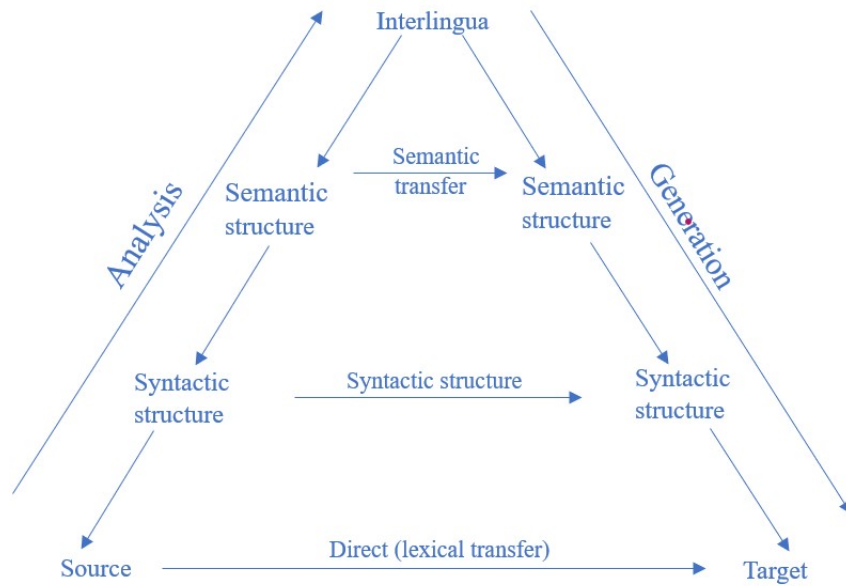 Interlingua
Analysis
Semantic
structure
Semantic
transfer
Semantic
structure
Generation
Syntactic
structure
Syntactic structure
Syntactic
structure
Source
Direct (lexical transfer)
Target